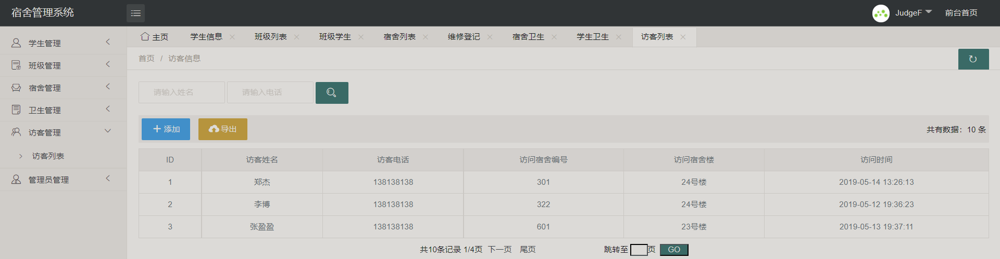 宿舍管理系统 JudgeF 前台首页
主页 学生信息 班级列表 班级学生 宿舍列表 维修登记 宿舍卫生 学生卫生 访客列表
学生管理
班级管理
宿舍管理
卫生管理
访客管理
访客列表
管理员管理
首页 / 访客信息
请输入姓名 请输入电话
添加 导出 共有数据：10 条
ID 访客姓名 访客电话 访问宿舍编号 访问宿舍楼 访问时间
1 郑杰 138138138 301 24号楼 2019-05-14 13:26:13
2 李博 138138138 322 24号楼 2019-05-12 19:36:23
3 张盈盈 138138138 601 23号楼 2019-05-13 19:37:11
共10条记录 1/4页 下一页 尾页 跳转至 页 GO